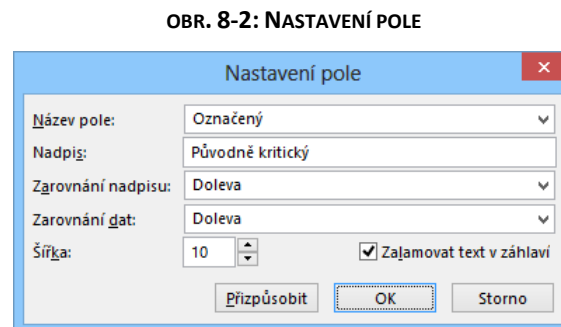 OBR. 8-2: NASTAVENÍ POLE
Nastavení pole
Název pole: Označený
Nadpis: Původně kritický
Zarovnání nadpisu: Doleva
Zarovnání dat: Doleva
Šířka: 10 Zalamovat text v záhlaví
Přizpůsobit OK Storno